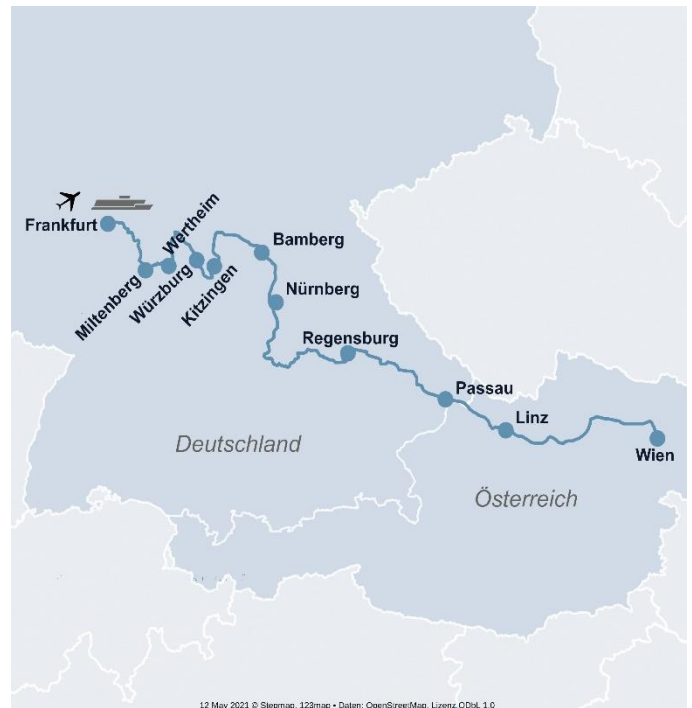 Frankfurt
Wertheim
Miltenberg
Würzburg
Kitzingen
Bamberg
Nürnberg
Regensburg
Passau
Linz
Wien
Deutschland
Österreich
12 May 2021 © Stepmap, 123map • Daten: OpenStreetMap, Lizenz ODbL 1.0